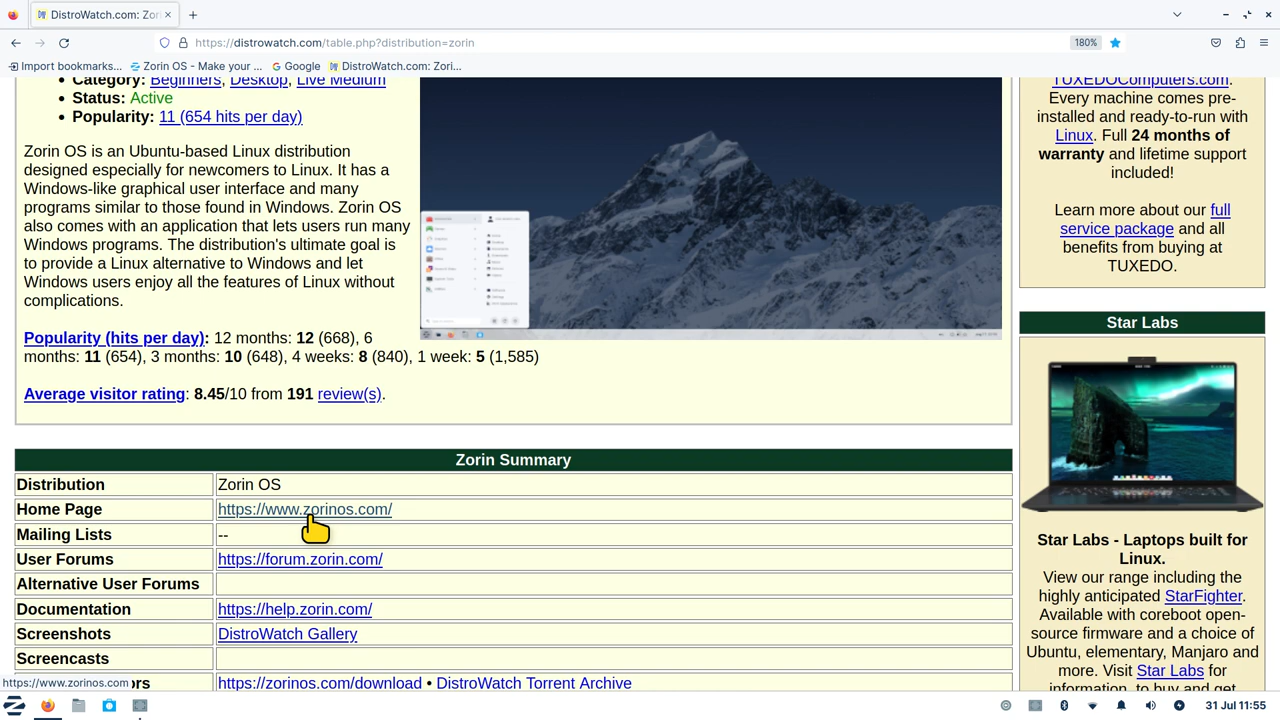 DistroWatch.com: Zor
https://distrowatch.com/table.php?distribution=zorin
180%
Import bookmarks...
Zorin OS - Make your ...
Google
DistroWatch.com: Zori...
• Category: Beginners, Desktop, Live Medium
• Status: Active
• Popularity: 11 (654 hits per day)
Zorin OS is an Ubuntu-based Linux distribution
designed especially for newcomers to Linux. It has a
Windows-like graphical user interface and many
programs similar to those found in Windows. Zorin OS
also comes with an application that lets users run many
Windows programs. The distribution's ultimate goal is
to provide a Linux alternative to Windows and let
Windows users enjoy all the features of Linux without
complications.
Popularity (hits per day): 12 months: 12 (668), 6
months: 11 (654), 3 months: 10 (648), 4 weeks: 8 (840), 1 week: 5 (1,585)
Average visitor rating: 8.45/10 from 191 review(s).
Zorin Summary
Distribution Zorin OS
Home Page https://www.zorinos.com/
Mailing Lists --
User Forums https://forum.zorin.com/
Alternative User Forums
Documentation https://help.zorin.com/
Screenshots DistroWatch Gallery
Screencasts
rs https://zorinos.com/download • DistroWatch Torrent Archive
https://www.zorinos.com
TUXEDOComputers.com.
Every machine comes pre-
installed and ready-to-run with
Linux. Full 24 months of
warranty and lifetime support
included!
Learn more about our full
service package and all
benefits from buying at
TUXEDO.
Star Labs
Star Labs - Laptops built for
Linux.
View our range including the
highly anticipated StarFighter.
Available with coreboot open-
source firmware and a choice of
Ubuntu, elementary, Manjaro and
more. Visit Star Labs for
information, to buy and get
31 Jul 11:55